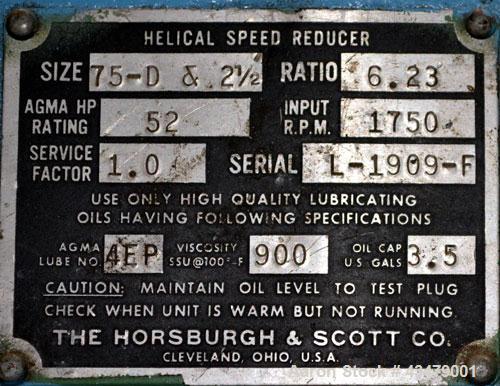 HELICAL SPEED REDUCER
SIZE 75-D & 2½ RATIO 6.23
AGMA HP RATING 52 INPUT R.P.M. 1750
SERVICE FACTOR 1.0 SERIAL L-1909-F
USE ONLY HIGH QUALITY LUBRICATING
OILS HAVING FOLLOWING SPECIFICATIONS
AGMA LUBE NO 4EP VISCOSITY SSU@100°F 900 OIL CAP U.S. GALS 3.5
CAUTION: MAINTAIN OIL LEVEL TO TEST PLUG
CHECK WHEN UNIT IS WARM BUT NOT RUNNING
THE HORSBURGH & SCOTT CO.
CLEVELAND, OHIO, U.S.A.
Aaron Stock # 43479001